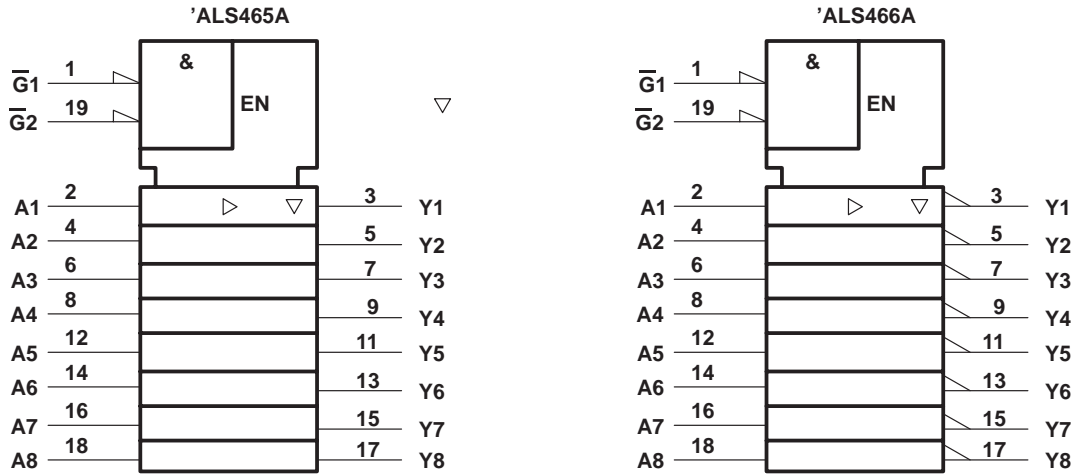 ’ALS465A
&
EN
G̅1 1
G̅2 19
A1 2 3 Y1
A2 4 5 Y2
A3 6 7 Y3
A4 8 9 Y4
A5 12 11 Y5
A6 14 13 Y6
A7 16 15 Y7
A8 18 17 Y8
’ALS466A
&
EN
G̅1 1
G̅2 19
A1 2 3 Y1
A2 4 5 Y2
A3 6 7 Y3
A4 8 9 Y4
A5 12 11 Y5
A6 14 13 Y6
A7 16 15 Y7
A8 18 17 Y8